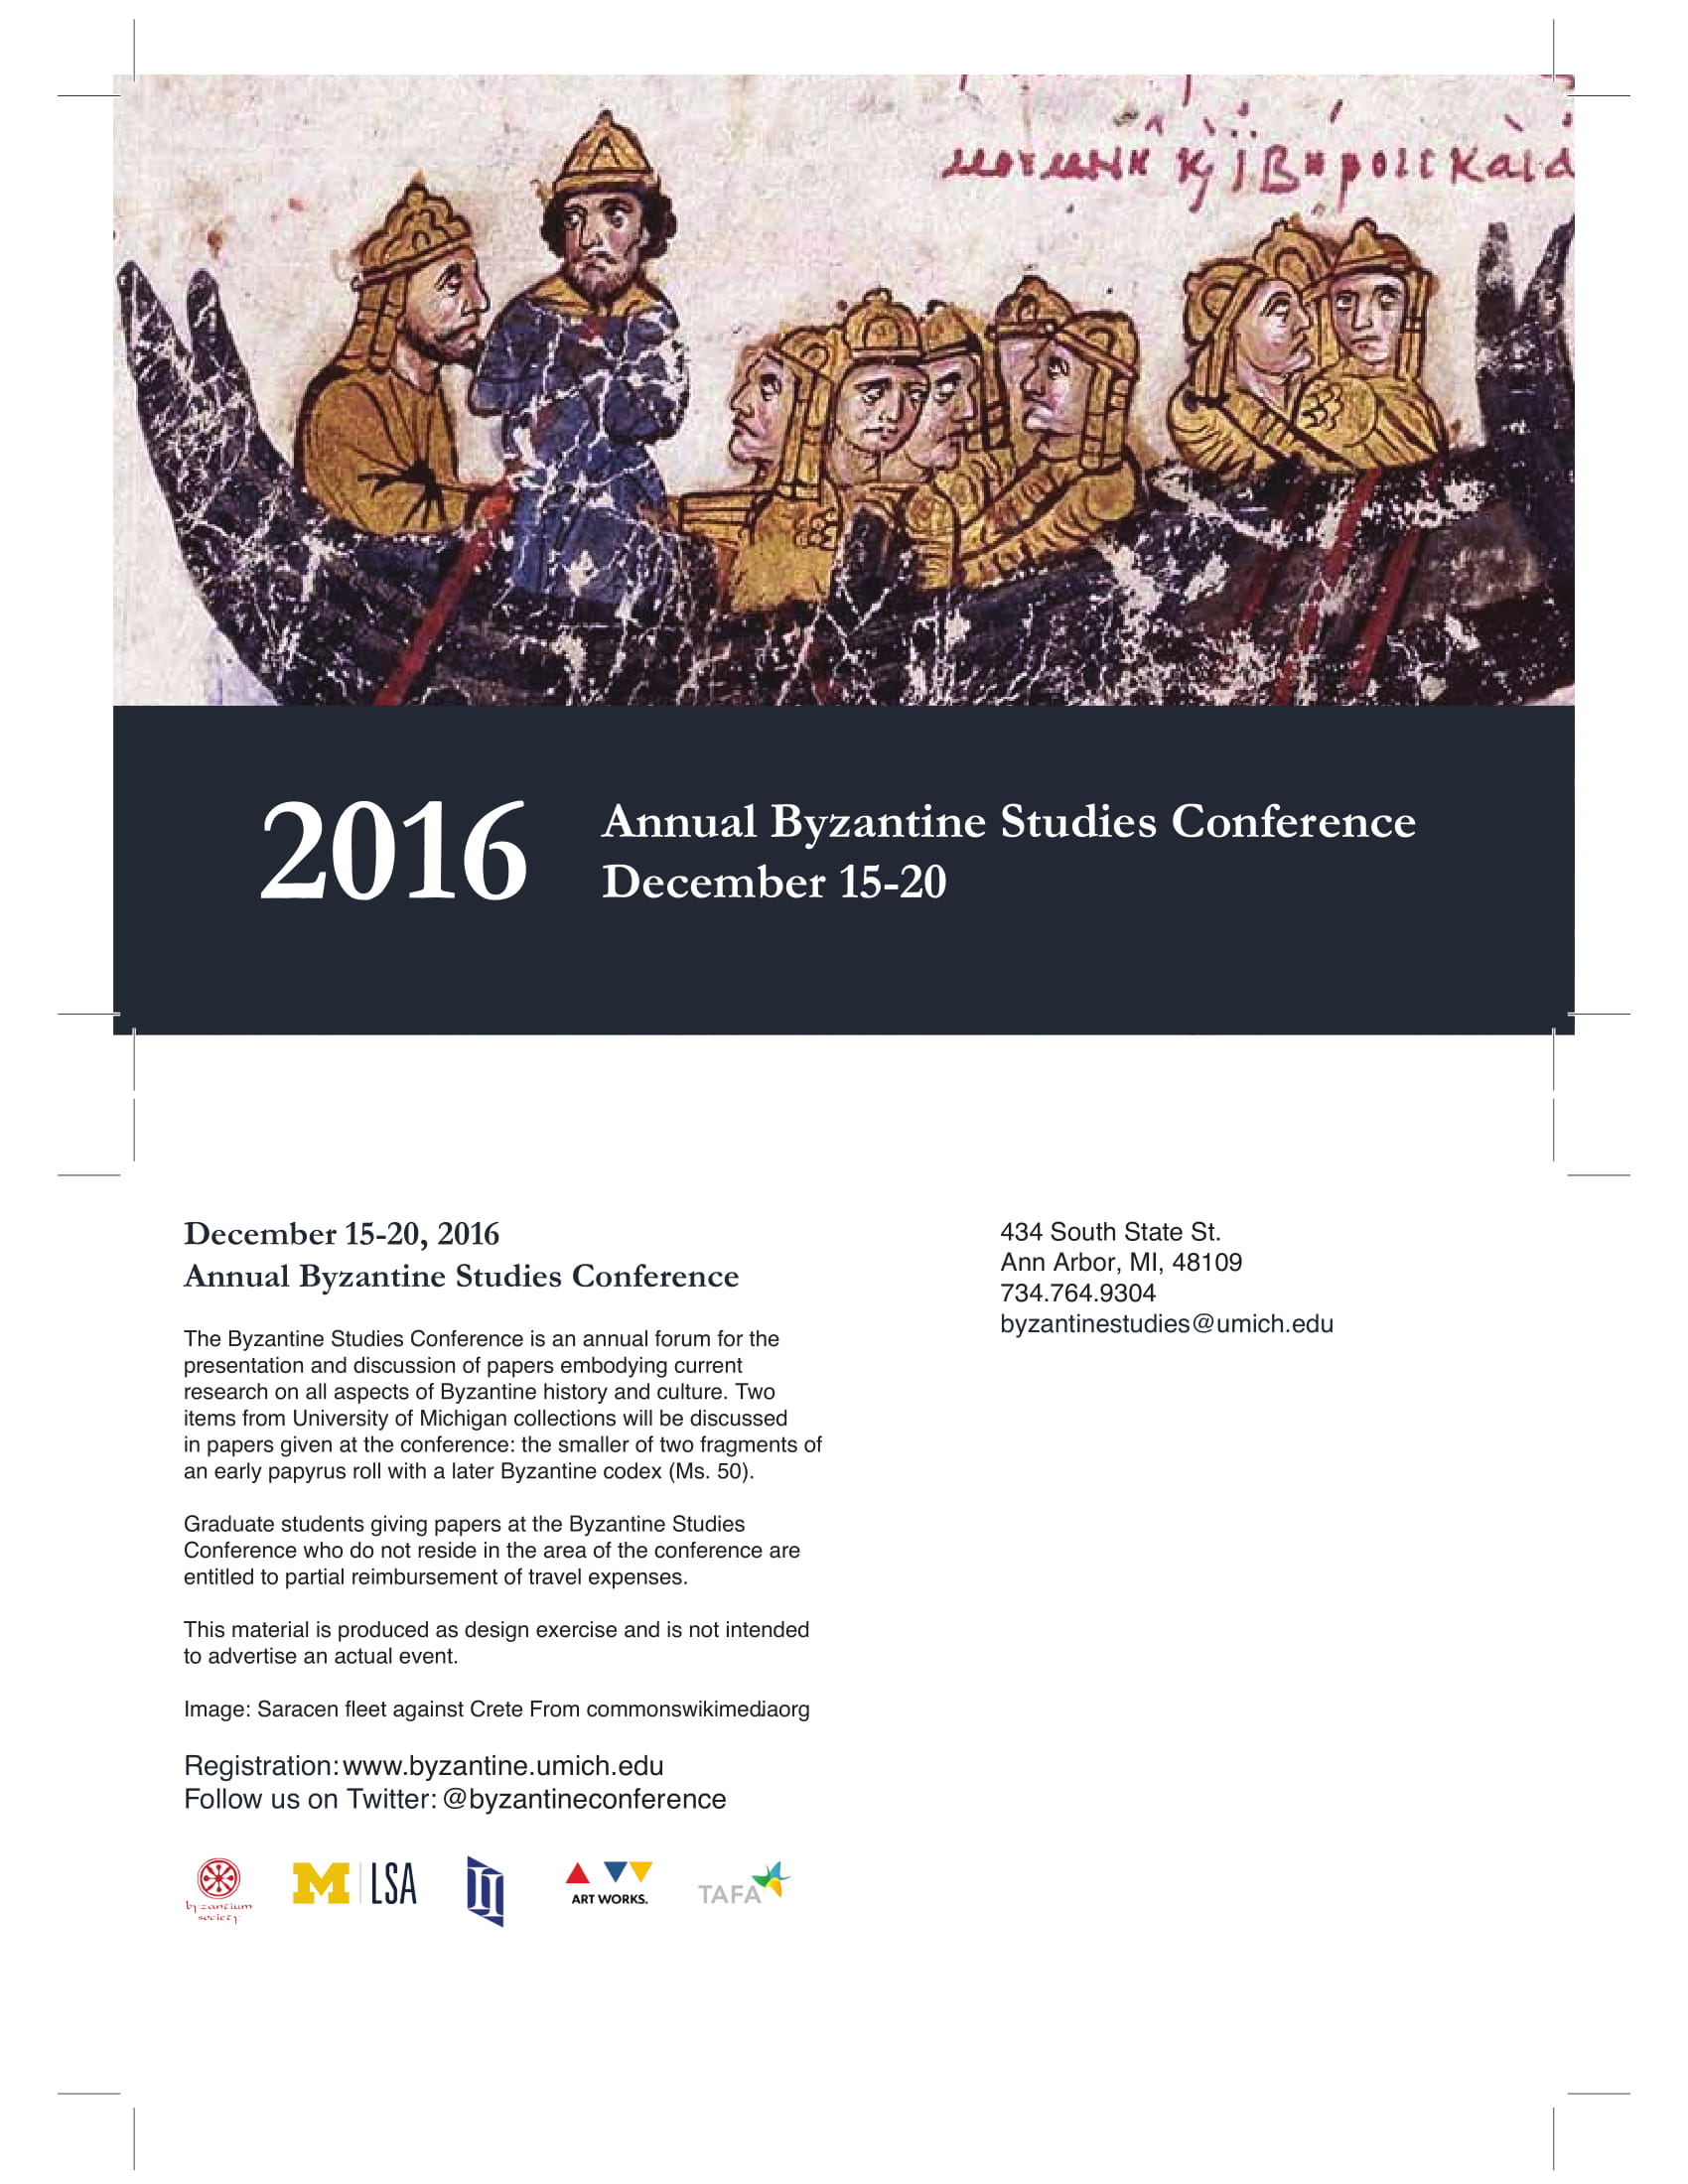 2016
Annual Byzantine Studies Conference
December 15-20
December 15-20, 2016
Annual Byzantine Studies Conference
The Byzantine Studies Conference is an annual forum for the
presentation and discussion of papers embodying current
research on all aspects of Byzantine history and culture. Two
items from University of Michigan collections will be discussed
in papers given at the conference: the smaller of two fragments of
an early papyrus roll with a later Byzantine codex (Ms. 50).
Graduate students giving papers at the Byzantine Studies
Conference who do not reside in the area of the conference are
entitled to partial reimbursement of travel expenses.
This material is produced as design exercise and is not intended
to advertise an actual event.
Image: Saracen fleet against Crete From commonswikimediaorg
Registration: www.byzantine.umich.edu
Follow us on Twitter: @byzantineconference
byzantium
society
M LSA
ART WORKS.
TAFA
434 South State St.
Ann Arbor, MI, 48109
734.764.9304
byzantinestudies@umich.edu